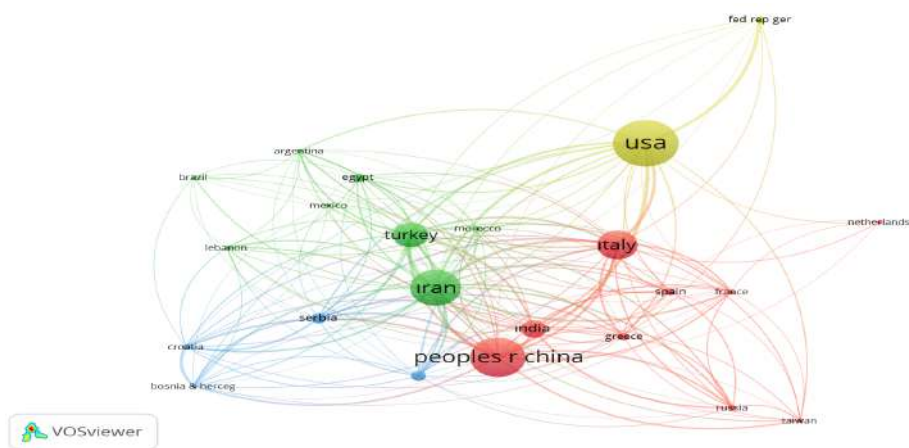 fed rep ger
usa
argentina
brazil
egypt
mexico
netherlands
turkey
morocco
lebanon
italy
iran
spain
france
serbia
india
greece
croatia
peoples r china
bosnia & herceg
russia
taiwan
VOSviewer